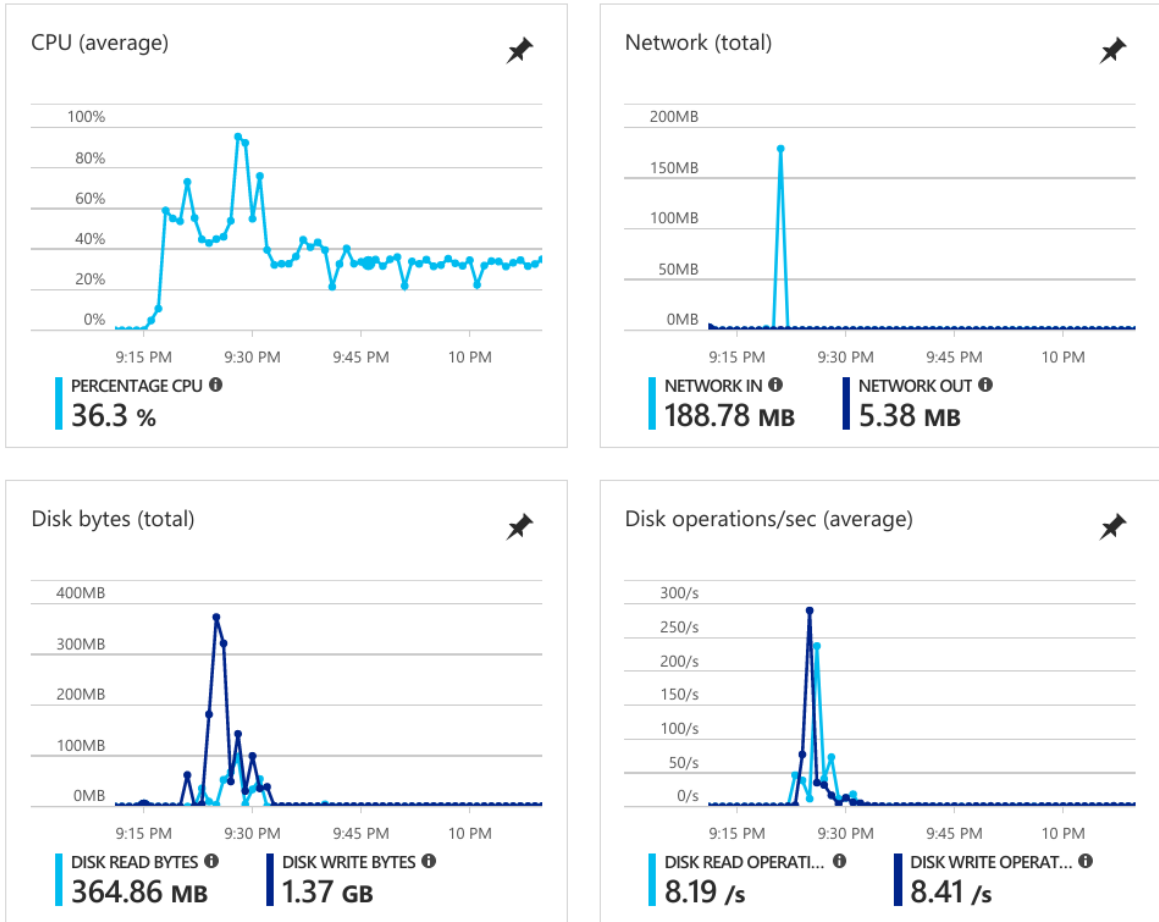 CPU (average)
100%
80%
60%
40%
20%
0%
9:15 PM 9:30 PM 9:45 PM 10 PM
PERCENTAGE CPU
36.3 %
Network (total)
200MB
150MB
100MB
50MB
0MB
9:15 PM 9:30 PM 9:45 PM 10 PM
NETWORK IN NETWORK OUT
188.78 MB 5.38 MB
Disk bytes (total)
400MB
300MB
200MB
100MB
0MB
9:15 PM 9:30 PM 9:45 PM 10 PM
DISK READ BYTES DISK WRITE BYTES
364.86 MB 1.37 GB
Disk operations/sec (average)
300/s
250/s
200/s
150/s
100/s
50/s
0/s
9:15 PM 9:30 PM 9:45 PM 10 PM
DISK READ OPERATI... DISK WRITE OPERAT...
8.19 /s 8.41 /s